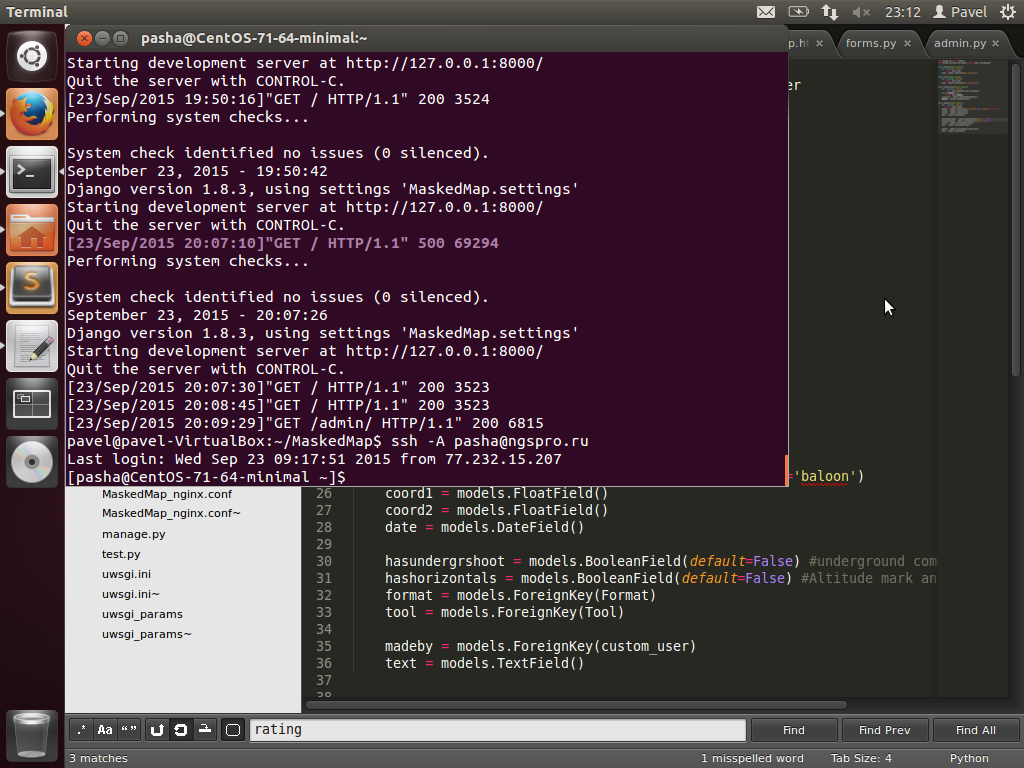 Terminal
23:12
Pavel
pasha@CentOS-71-64-minimal:~
forms.py ×
admin.py ×
Starting development server at http://127.0.0.1:8000/
Quit the server with CONTROL-C.
[23/Sep/2015 19:50:16]"GET / HTTP/1.1" 200 3524
Performing system checks...
System check identified no issues (0 silenced).
September 23, 2015 - 19:50:42
Django version 1.8.3, using settings 'MaskedMap.settings'
Starting development server at http://127.0.0.1:8000/
Quit the server with CONTROL-C.
[23/Sep/2015 20:07:10]"GET / HTTP/1.1" 500 69294
Performing system checks...
System check identified no issues (0 silenced).
September 23, 2015 - 20:07:26
Django version 1.8.3, using settings 'MaskedMap.settings'
Starting development server at http://127.0.0.1:8000/
Quit the server with CONTROL-C.
[23/Sep/2015 20:07:30]"GET / HTTP/1.1" 200 3523
[23/Sep/2015 20:08:45]"GET / HTTP/1.1" 200 3523
[23/Sep/2015 20:09:29]"GET /admin/ HTTP/1.1" 200 6815
pavel@pavel-VirtualBox:~/MaskedMap$ ssh -A pasha@ngspro.ru
Last login: Wed Sep 23 09:17:51 2015 from 77.232.15.207
[pasha@CentOS-71-64-minimal ~]$
='baloon')
MaskedMap_nginx.conf
MaskedMap_nginx.conf~
manage.py
test.py
uwsgi.ini
uwsgi.ini~
uwsgi_params
uwsgi_params~
26 coord1 = models.FloatField()
27 coord2 = models.FloatField()
28 date = models.DateField()
29
30 hasundergrshoot = models.BooleanField(default=False) #underground com
31 hashorizontals = models.BooleanField(default=False) #Altitude mark an
32 format = models.ForeignKey(Format)
33 tool = models.ForeignKey(Tool)
34
35 madeby = models.ForeignKey(custom_user)
36 text = models.TextField()
37
38
.* Aa “ ”
rating
Find
Find Prev
Find All
3 matches
1 misspelled word
Tab Size: 4
Python